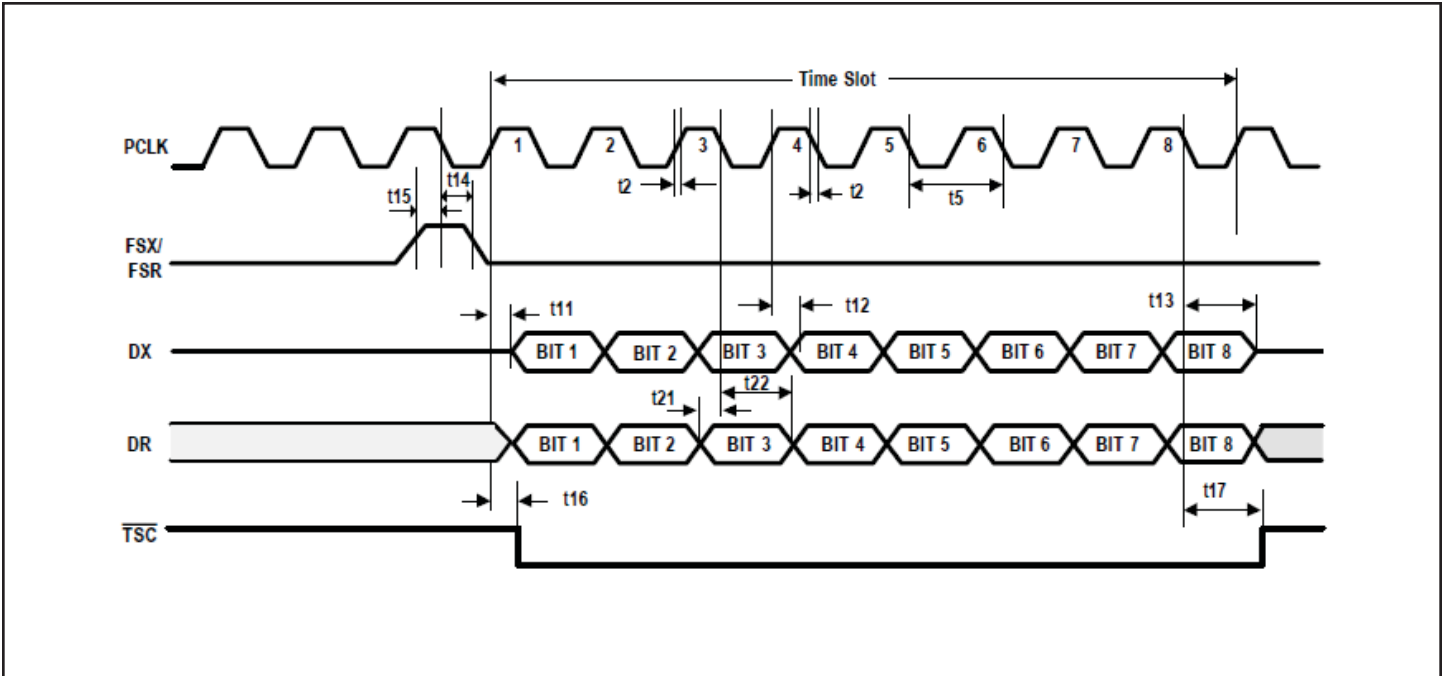 Time Slot
PCLK 1 2 3 4 5 6 7 8
t15 t14 t2 t2 t5
FSX/
FSR
t11 t12 t13
DX BIT 1 BIT 2 BIT 3 BIT 4 BIT 5 BIT 6 BIT 7 BIT 8
t21 t22
DR BIT 1 BIT 2 BIT 3 BIT 4 BIT 5 BIT 6 BIT 7 BIT 8
t16 t17
TSC